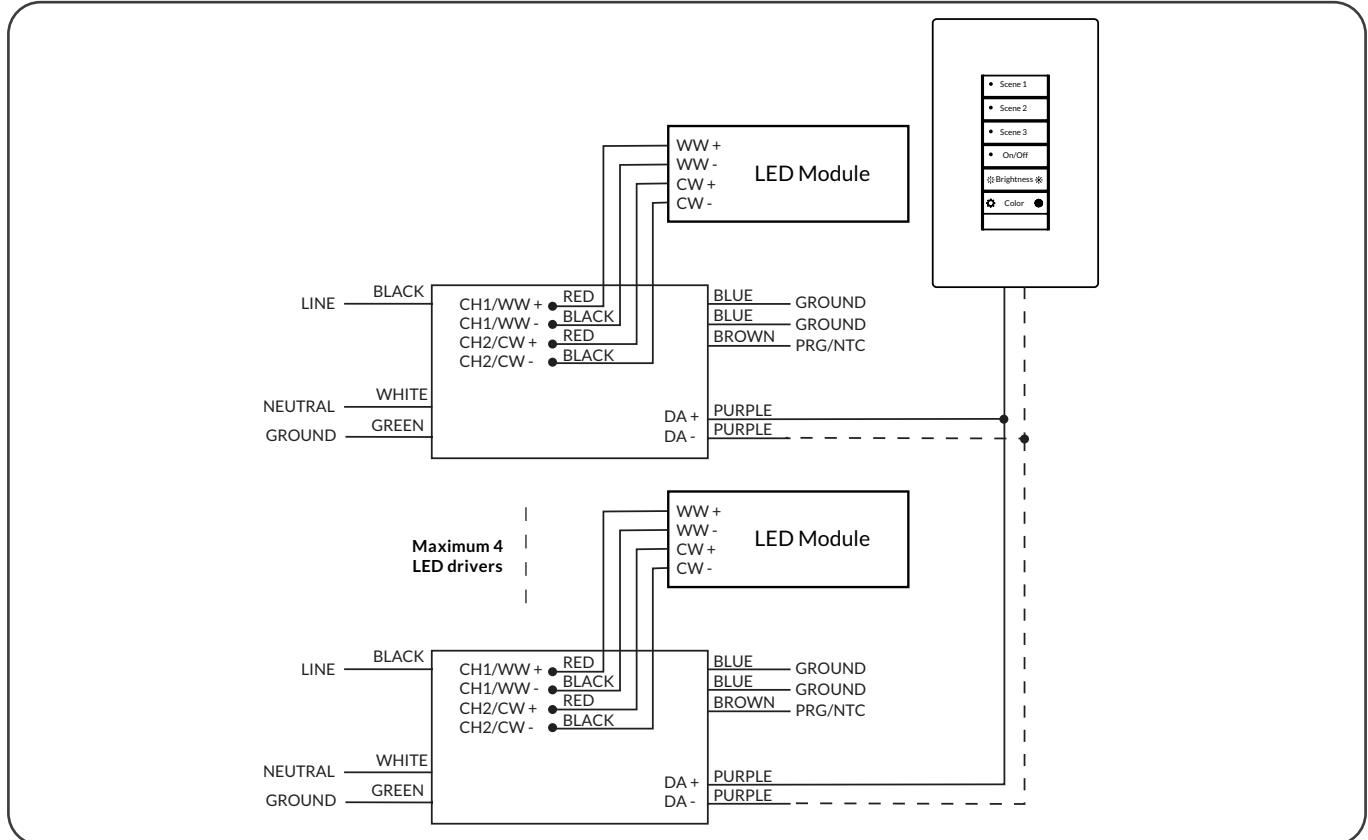 Scene 1
Scene 2
Scene 3
On/Off
Brightness
Color
WW +
WW -
CW +
CW -
LED Module
LINE
BLACK
NEUTRAL
WHITE
GROUND
GREEN
CH1/WW +
RED
CH1/WW -
BLACK
CH2/CW +
RED
CH2/CW -
BLACK
BLUE
GROUND
BLUE
GROUND
BROWN
PRG/NTC
DA +
PURPLE
DA -
PURPLE
Maximum 4
LED drivers
WW +
WW -
CW +
CW -
LED Module
LINE
BLACK
NEUTRAL
WHITE
GROUND
GREEN
CH1/WW +
RED
CH1/WW -
BLACK
CH2/CW +
RED
CH2/CW -
BLACK
BLUE
GROUND
BLUE
GROUND
BROWN
PRG/NTC
DA +
PURPLE
DA -
PURPLE